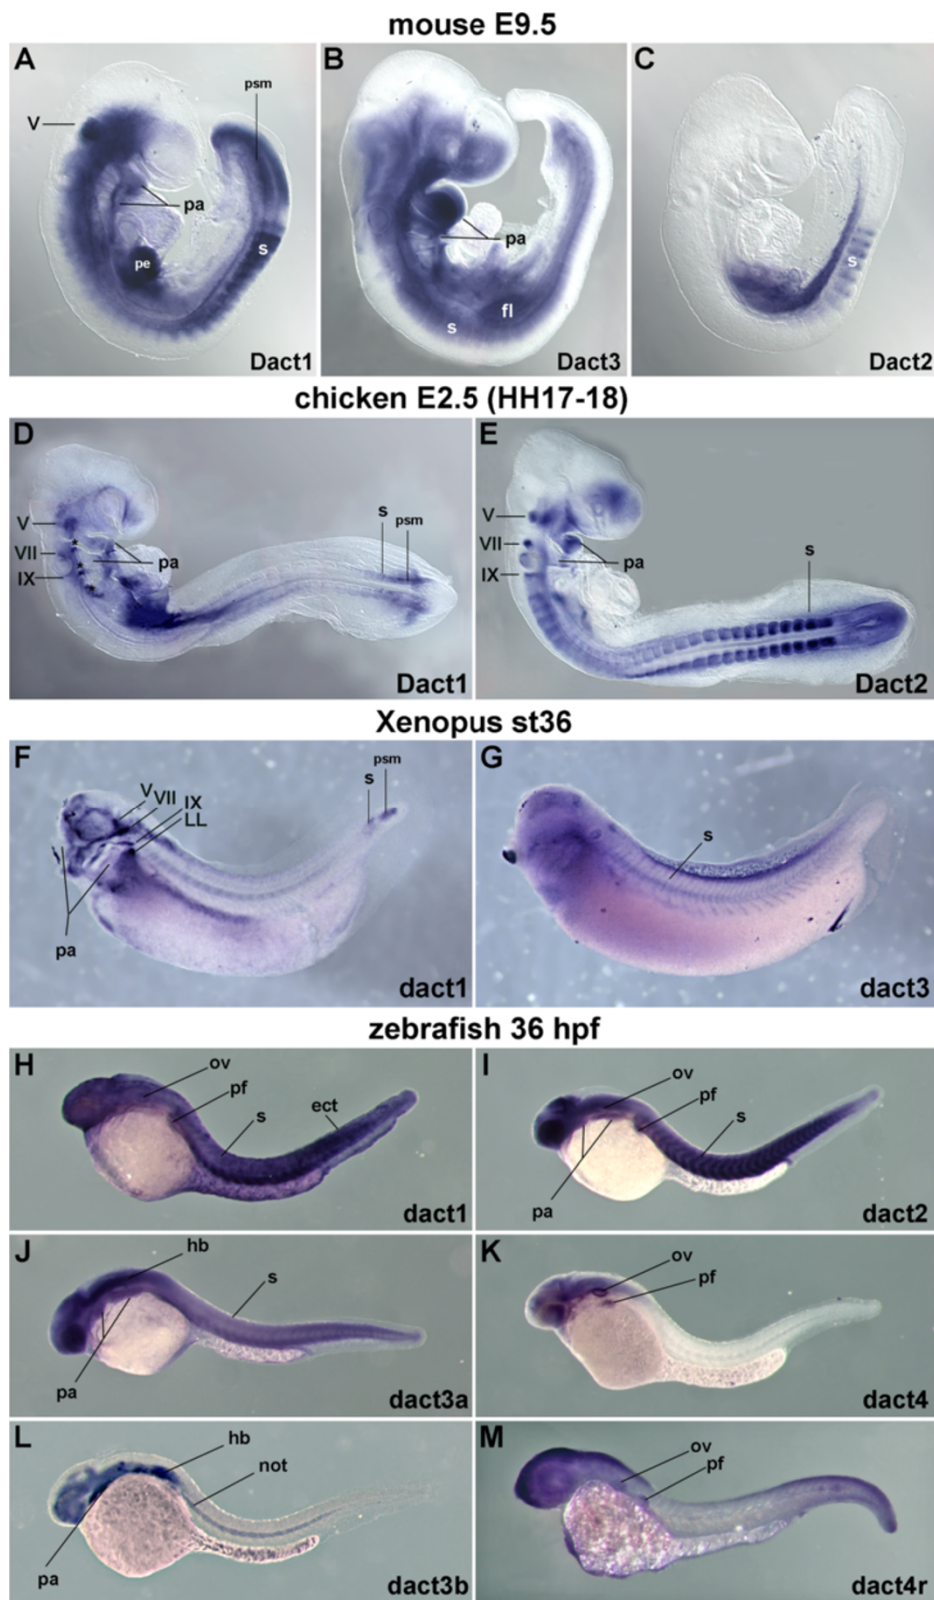 mouse E9.5
A
psm
V
pa
pe
s
Dact1
B
pa
fl
s
Dact3
C
s
Dact2
chicken E2.5 (HH17-18)
D
V
VII
IX
*
*
*
*
pa
s
psm
Dact1
E
V
VII
IX
pa
s
Dact2
Xenopus st36
F
V VII IX
LL
s
psm
pa
dact1
G
s
dact3
zebrafish 36 hpf
H
ov
pf
s
ect
dact1
I
ov
pf
s
pa
dact2
J
hb
s
pa
dact3a
K
ov
pf
dact4
L
hb
not
pa
dact3b
M
ov
pf
dact4r